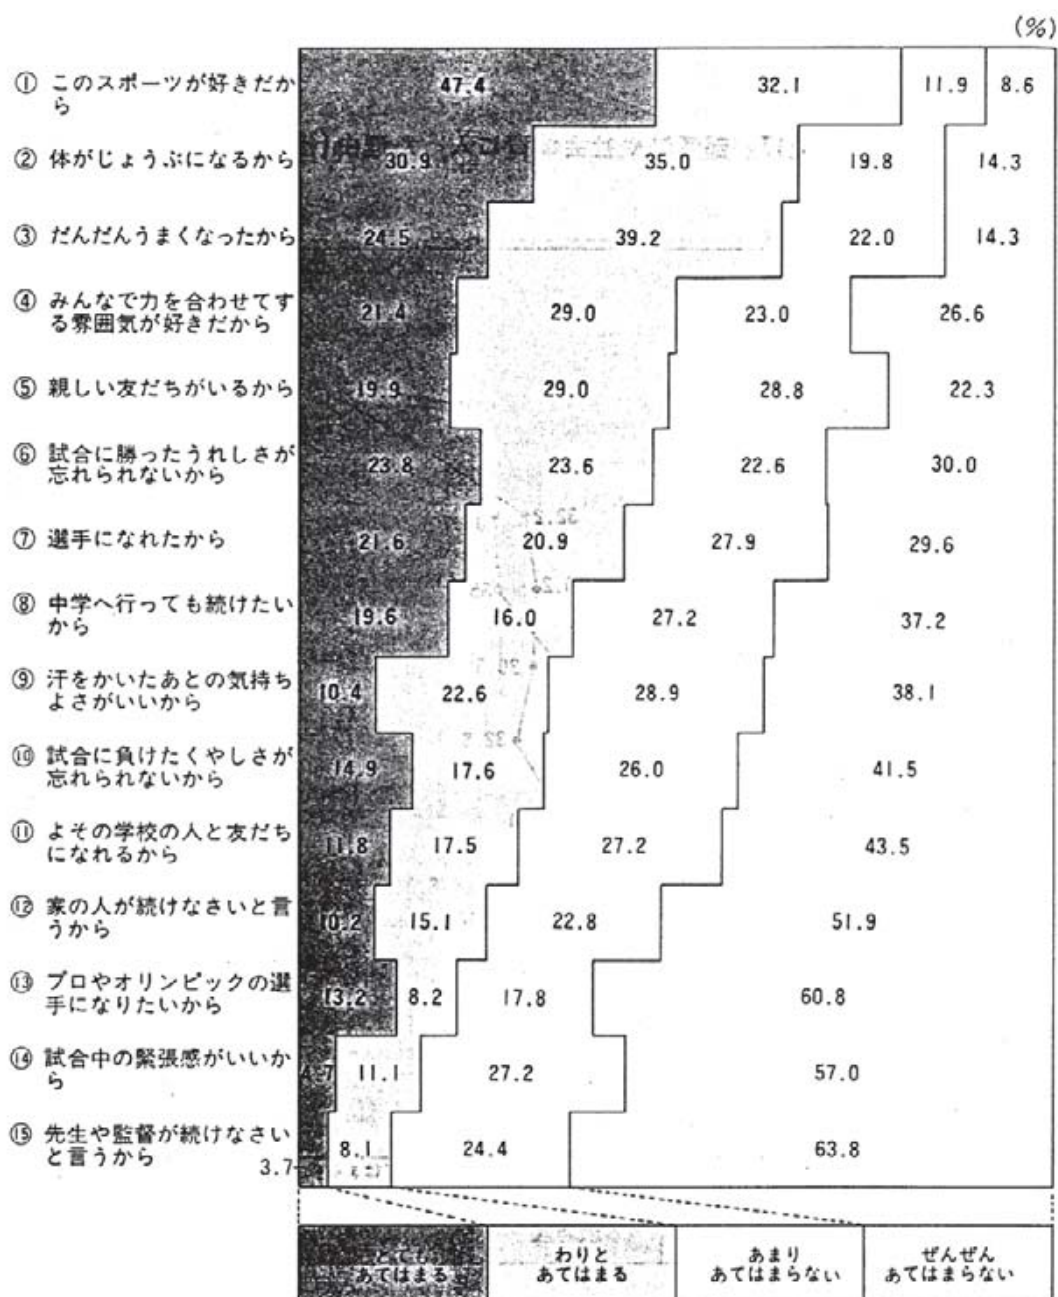 (%)
① このスポーツが好きだか
ら
47.4 32.1 11.9 8.6
② 体がじょうぶになるから
30.9 35.0 19.8 14.3
③ だんだんうまくなったから
24.5 39.2 22.0 14.3
④ みんなで力を合わせてす
る雰囲気が好きだから
21.4 29.0 23.0 26.6
⑤ 親しい友だちがいるから
19.9 29.0 28.8 22.3
⑥ 試合に勝ったうれしさが
忘れられないから
23.8 23.6 22.6 30.0
⑦ 選手になれたから
21.6 20.9 27.9 29.6
⑧ 中学へ行っても続けたい
から
19.6 16.0 27.2 37.2
⑨ 汗をかいたあとの気持ち
よさがいいから
10.4 22.6 28.9 38.1
⑩ 試合に負けたくやしさが
忘れられないから
14.9 17.6 26.0 41.5
⑪ よその学校の人と友だち
になれるから
11.8 17.5 27.2 43.5
⑫ 家の人が続けなさいと言
うから
10.2 15.1 22.8 51.9
⑬ プロやオリンピックの選
手になりたいから
13.2 8.2 17.8 60.8
⑭ 試合中の緊張感がいいか
ら
4.7 11.1 27.2 57.0
⑮ 先生や監督が続けなさい
と言うから
3.7 8.1 24.4 63.8
とても
あてはまる
わりと
あてはまる
あまり
あてはまらない
ぜんぜん
あてはまらない